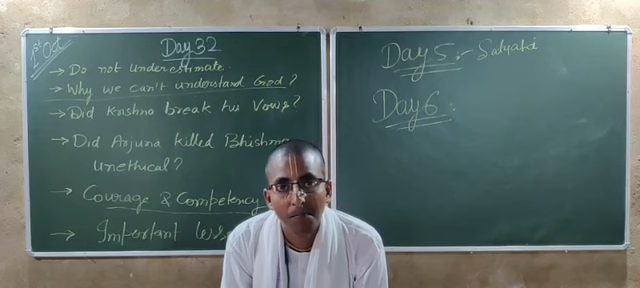 1st Oct
Day 32
→ Do not underestimate.
→ Why we can't understand God?
→ Did Krishna break his Vows?
→ Did Arjuna killed Bhishma
unethical?
→ Courage & Competency
→ Important
Day 5 :- Satyaki
Day 6 :